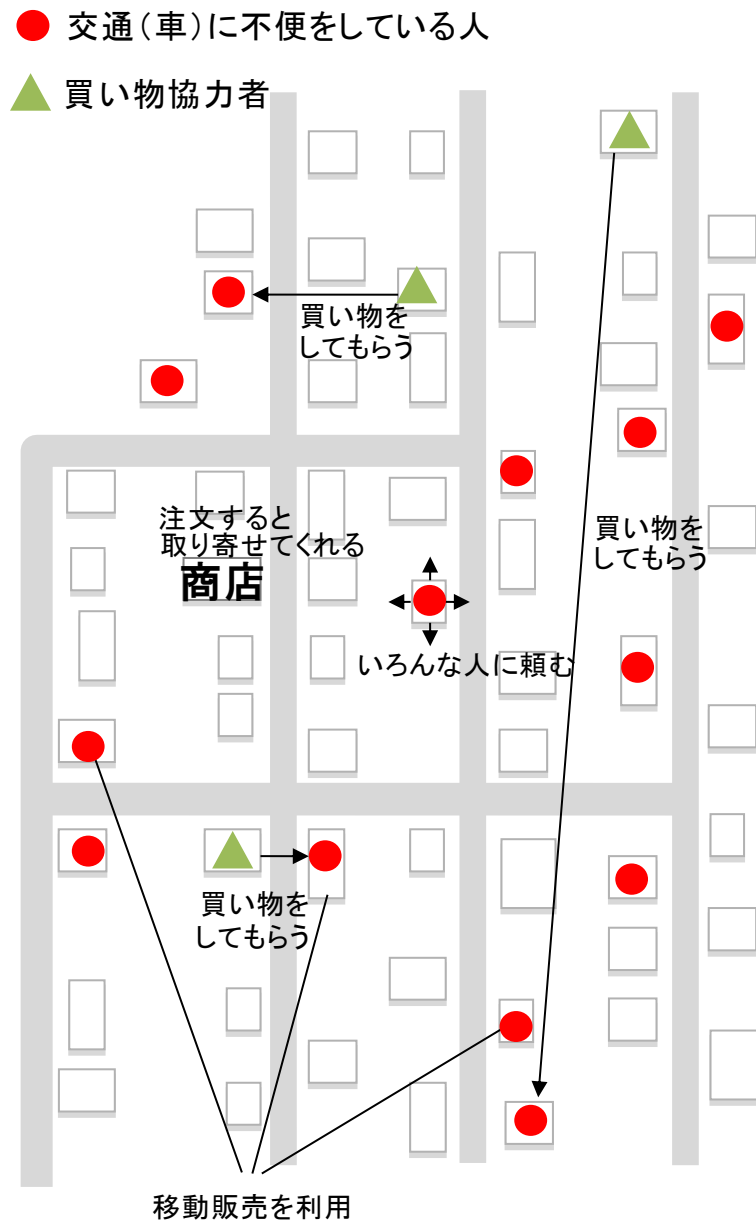 交通（車）に不便をしている人
買い物協力者
買い物を
してもらう
注文すると
取り寄せてくれる
商店
買い物を
してもらう
いろんな人に頼む
買い物を
してもらう
移動販売を利用